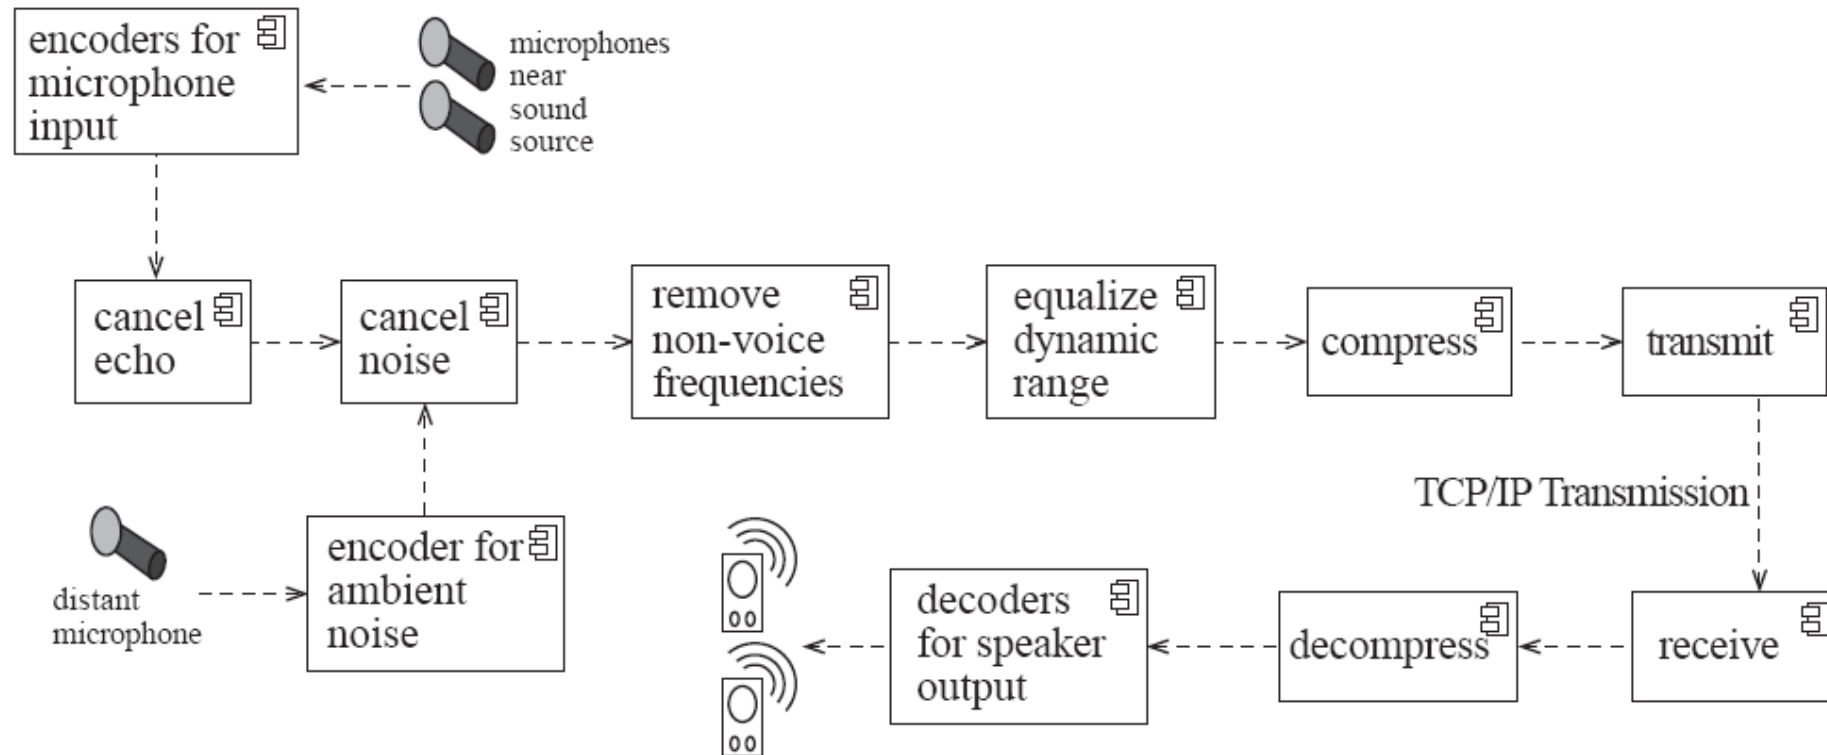 encoders for
microphone
input
microphones
near
sound
source
cancel
echo
cancel
noise
remove
non-voice
frequencies
equalize
dynamic
range
compress
transmit
TCP/IP Transmission
distant
microphone
encoder for
ambient
noise
decoders
for speaker
output
decompress
receive